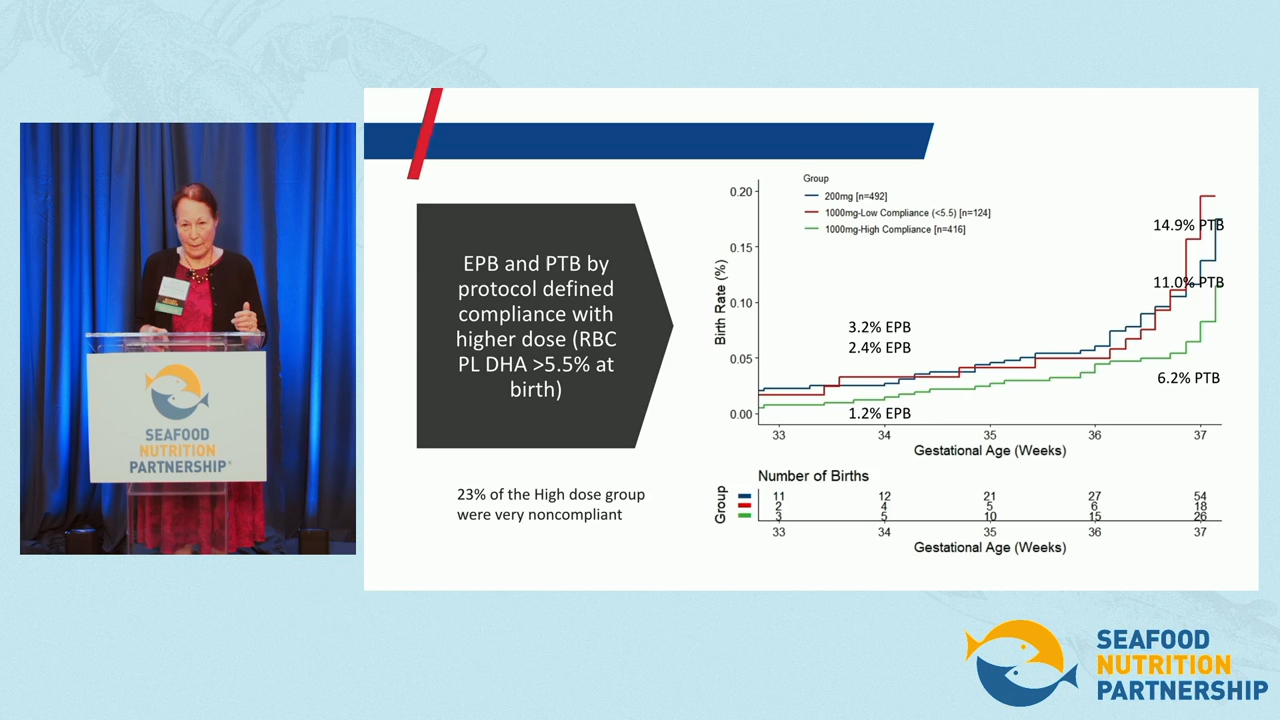 EPB and PTB by
protocol defined
compliance with
higher dose (RBC
PL DHA >5.5% at
birth)
23% of the High dose group
were very noncompliant
Group
200mg [n=492]
1000mg-Low Compliance (<5.5) [n=124]
1000mg-High Compliance [n=416]
Birth Rate (%)
0.20
0.15
0.10
0.05
0.00
14.9% PTB
11.0% PTB
3.2% EPB
2.4% EPB
6.2% PTB
1.2% EPB
33 34 35 36 37
Gestational Age (Weeks)
Number of Births
Group
11 12 21 27 54
2 4 5 6 18
3 5 10 15 26
33 34 35 36 37
Gestational Age (Weeks)
SEAFOOD
NUTRITION
PARTNERSHIP®
SEAFOOD
NUTRITION
PARTNERSHIP